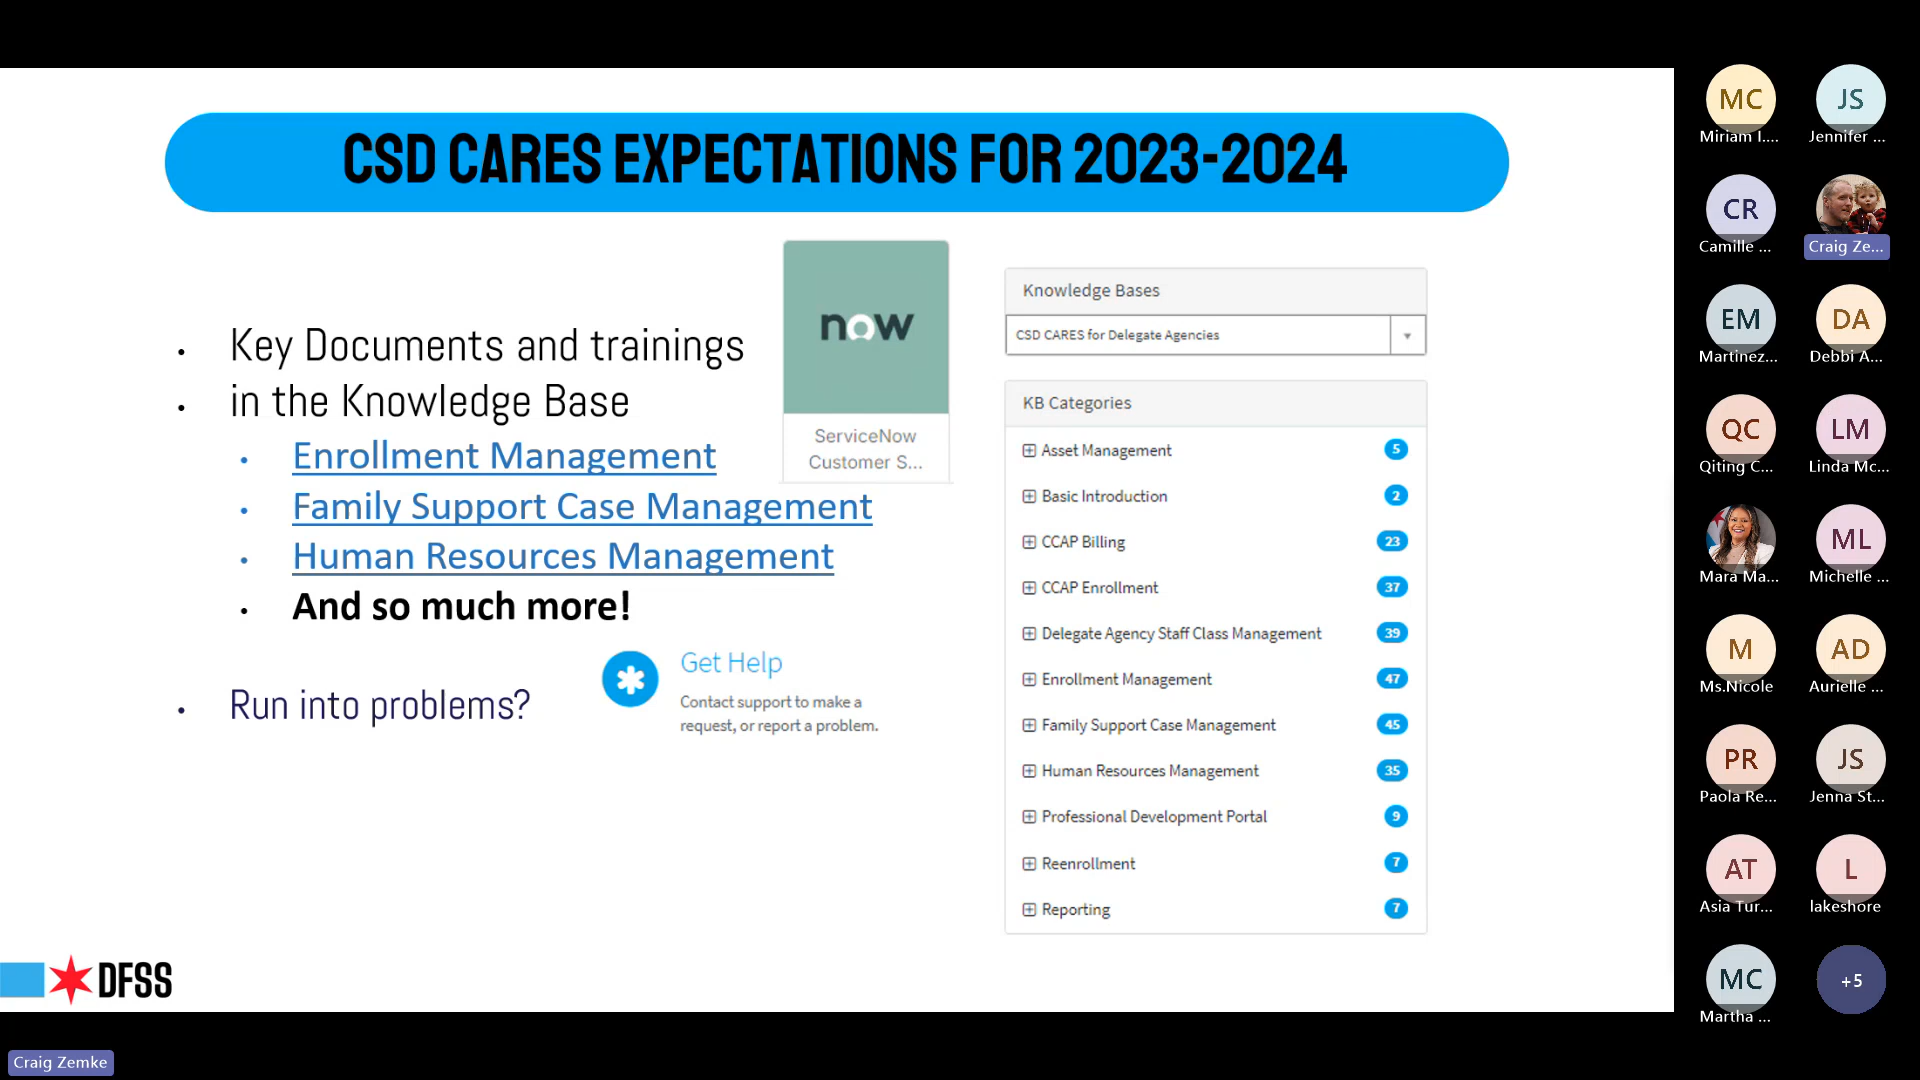 CSD CARES EXPECTATIONS FOR 2023-2024
• Key Documents and trainings
• in the Knowledge Base
• Enrollment Management
• Family Support Case Management
• Human Resources Management
• And so much more!
• Run into problems?
now
ServiceNow
Customer S...
Get Help
Contact support to make a
request, or report a problem.
Knowledge Bases
CSD CARES for Delegate Agencies
KB Categories
Asset Management 5
Basic Introduction 2
CCAP Billing 23
CCAP Enrollment 37
Delegate Agency Staff Class Management 39
Enrollment Management 47
Family Support Case Management 45
Human Resources Management 35
Professional Development Portal 9
Reenrollment 7
Reporting 7
DFSS
Craig Zemke
MC
Miriam I....
JS
Jennifer ...
CR
Camille ...
Craig Ze...
EM
Martinez...
DA
Debbi A...
QC
Qiting C...
LM
Linda Mc...
Mara Ma...
ML
Michelle ...
M
Ms.Nicole
AD
Aurielle ...
PR
Paola Re...
JS
Jenna St...
AT
Asia Tur...
L
lakeshore
MC
Martha ...
+5